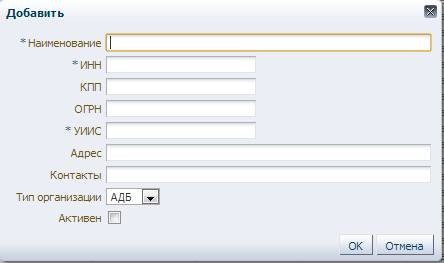 Добавить
* Наименование
* ИНН
КПП
ОГРН
* УИИС
Адрес
Контакты
Тип организации АДБ
Активен
OK Отмена